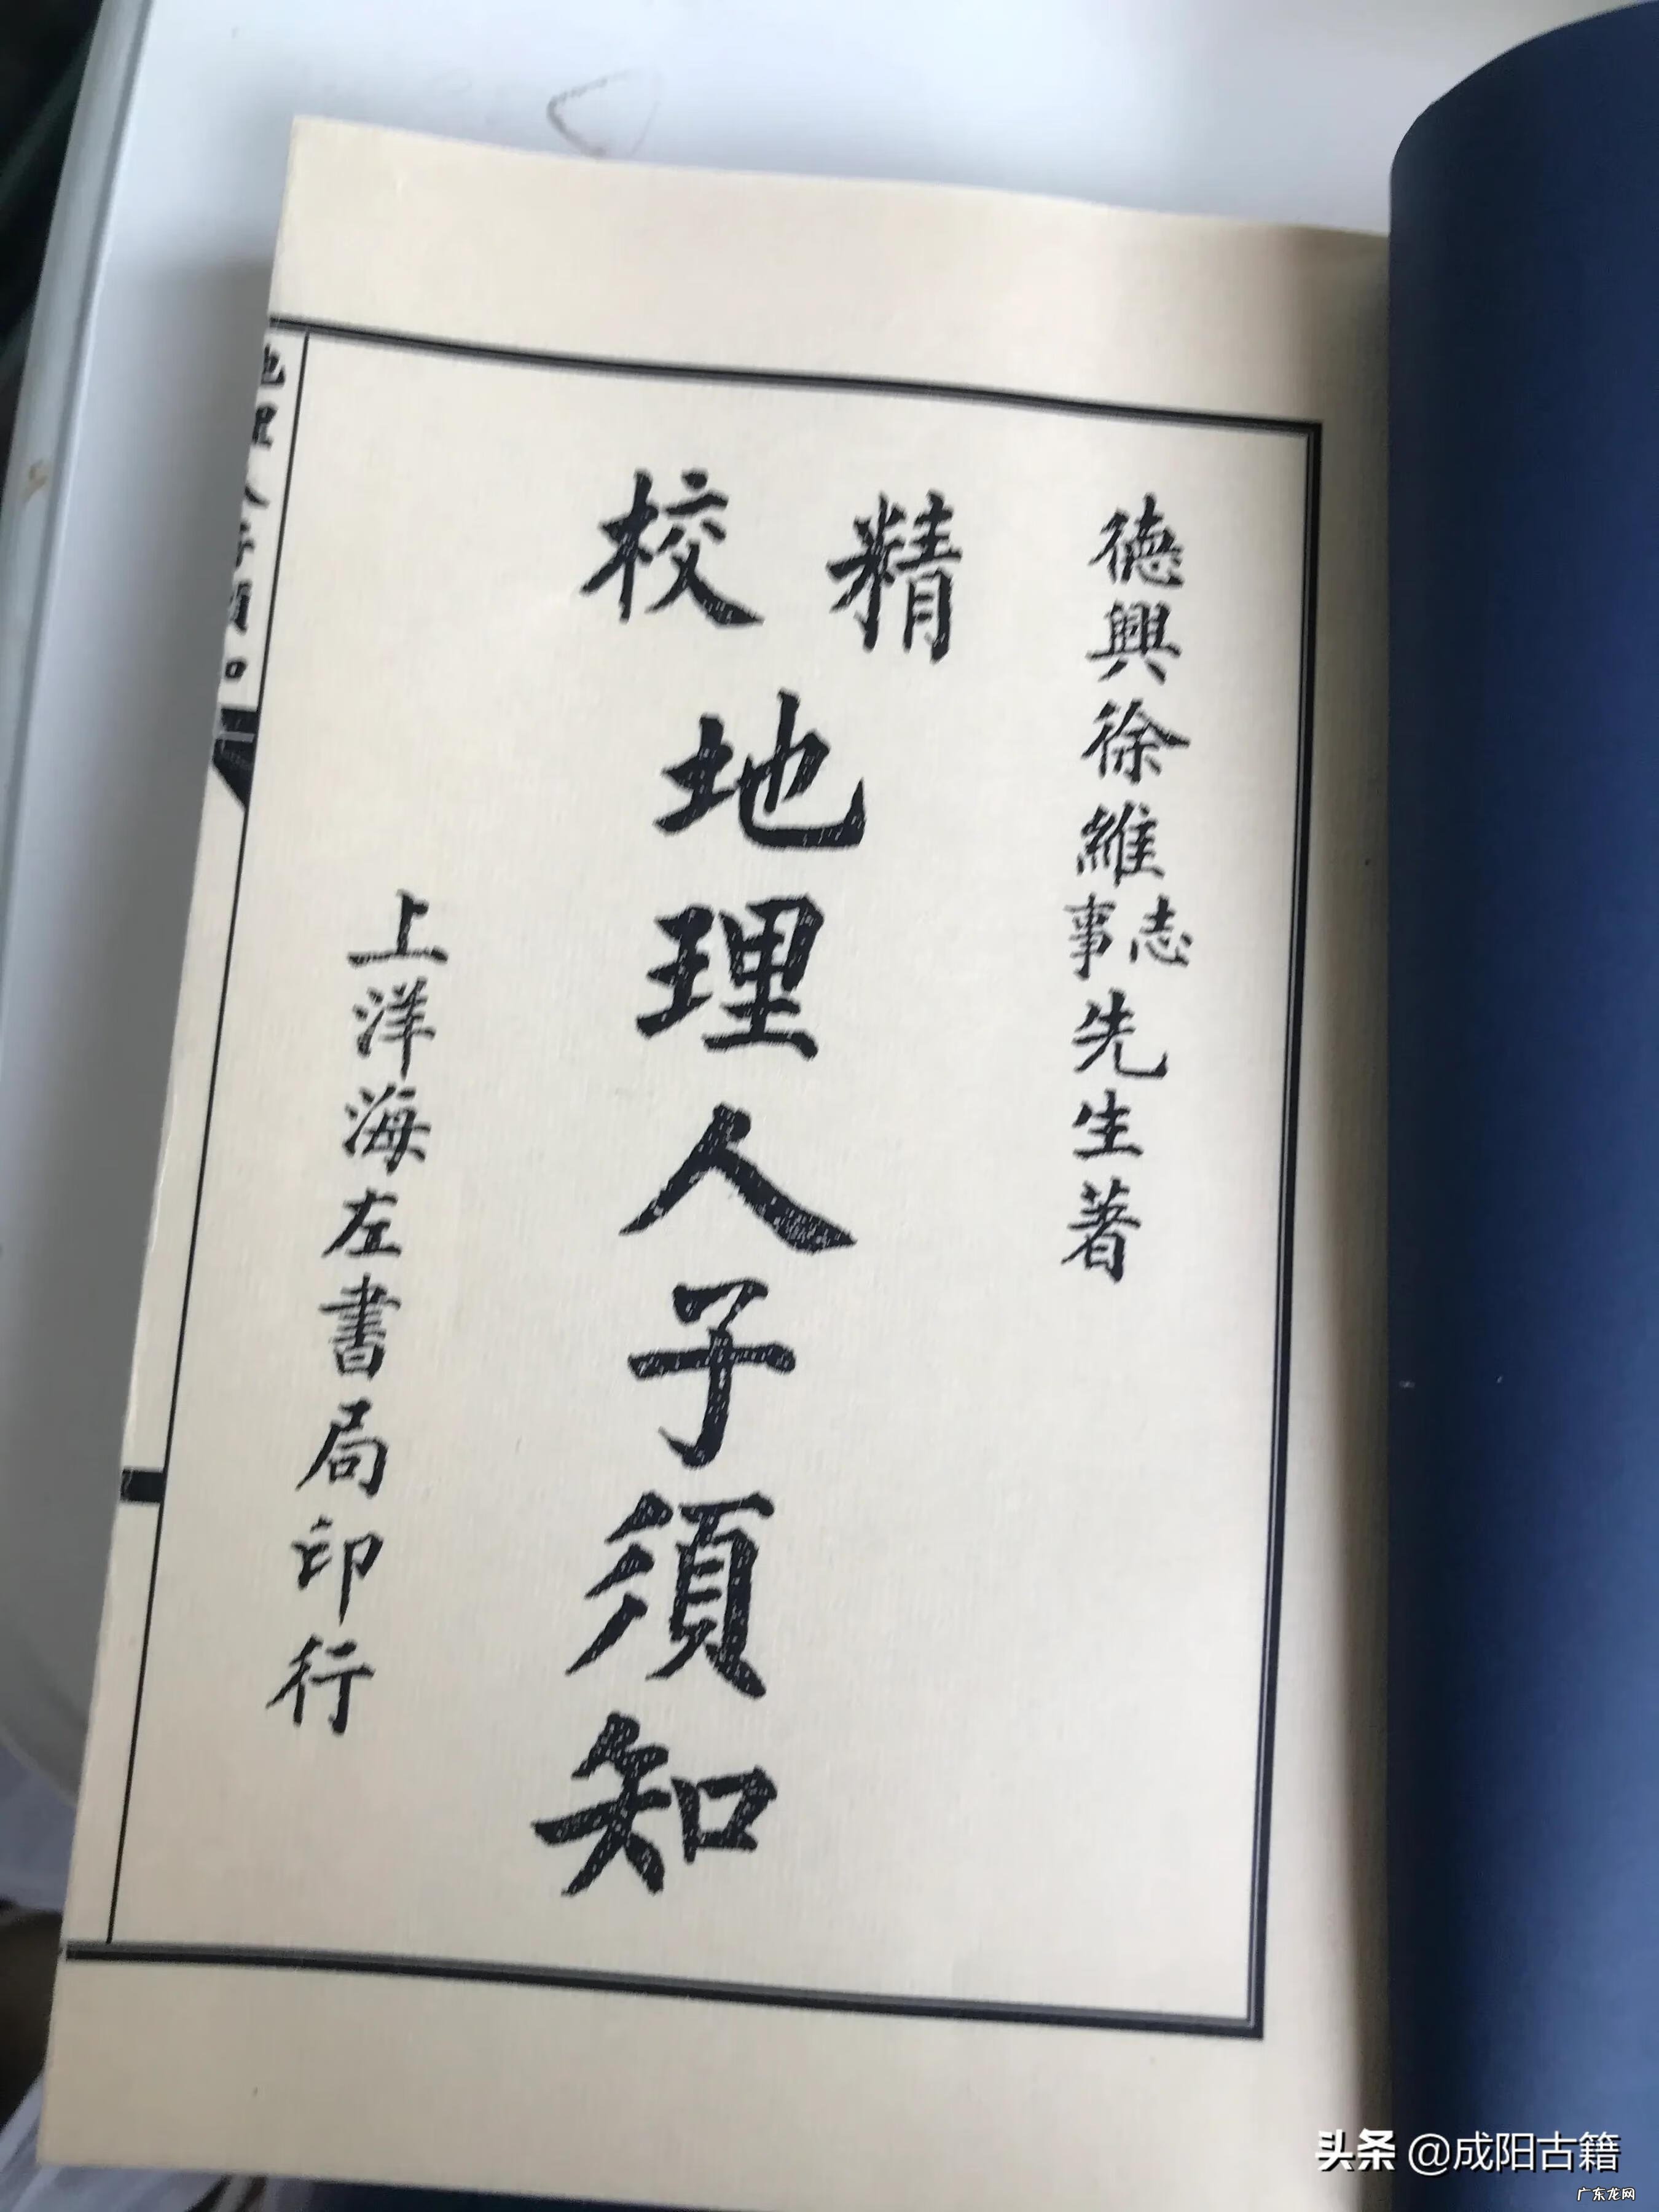 德興徐維志事先生著
精校
地理人子須知
上洋海左書局印行
地理人子須知
头条 @成阳古籍
广东龙网